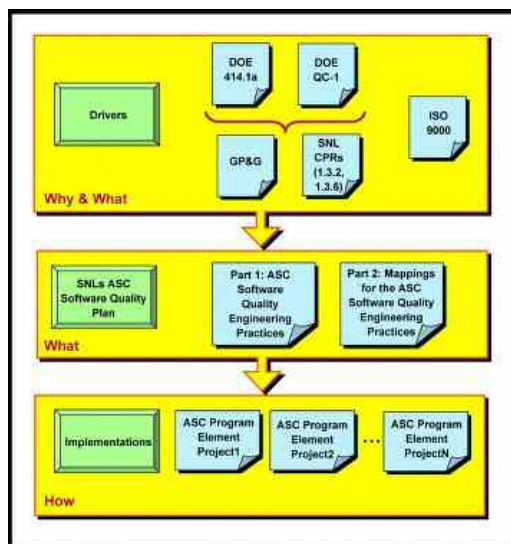 DOE
414.1a
DOE
QC-1
Drivers
ISO
9000
GP&G
SNL
CPRs
(1.3.2,
1.3.6)
Why & What
SNLs ASC
Software Quality
Plan
Part 1: ASC
Software
Quality
Engineering
Practices
Part 2: Mappings
for the ASC
Software Quality
Engineering
Practices
What
Implementations
ASC Program
Element
Project1
ASC Program
Element
Project2
...
ASC Program
Element
ProjectN
How